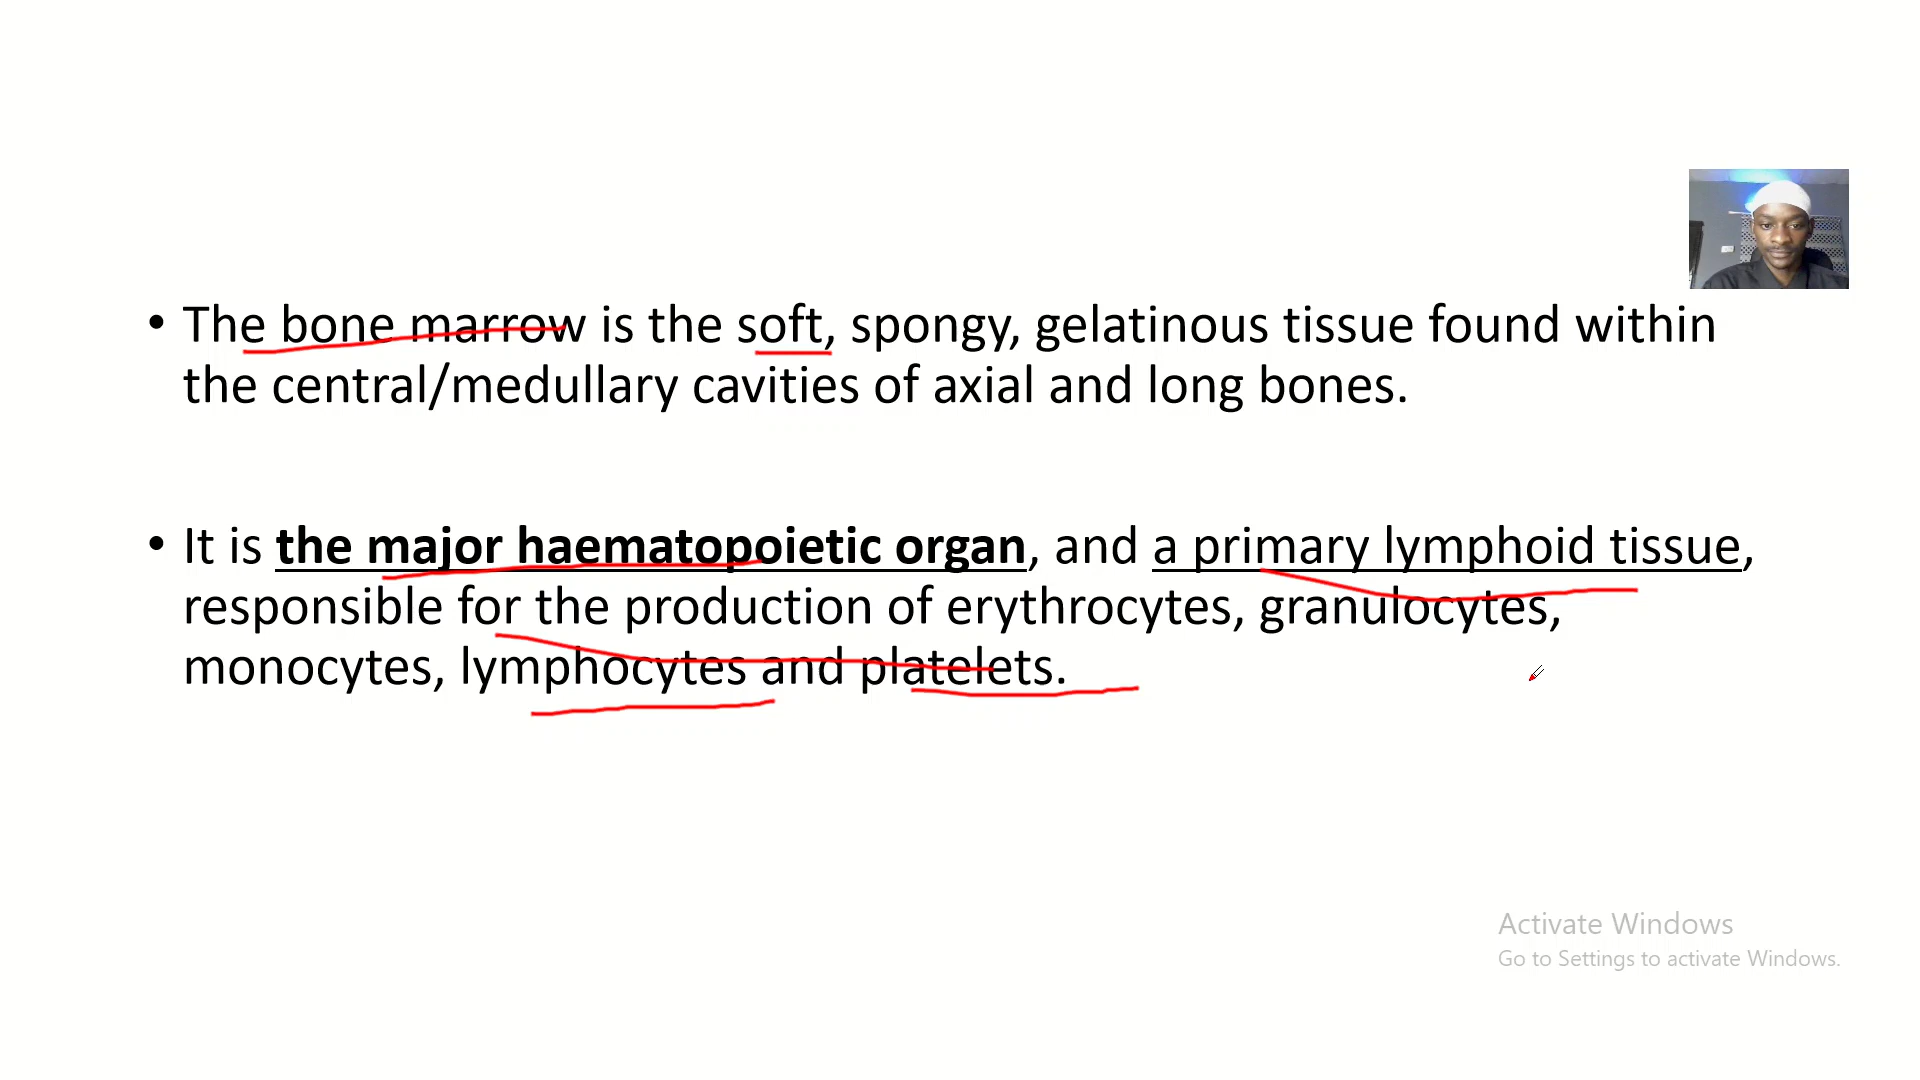 • The bone marrow is the soft, spongy, gelatinous tissue found within
the central/medullary cavities of axial and long bones.
• It is the major haematopoietic organ, and a primary lymphoid tissue,
responsible for the production of erythrocytes, granulocytes,
monocytes, lymphocytes and platelets.
Activate Windows
Go to Settings to activate Windows.